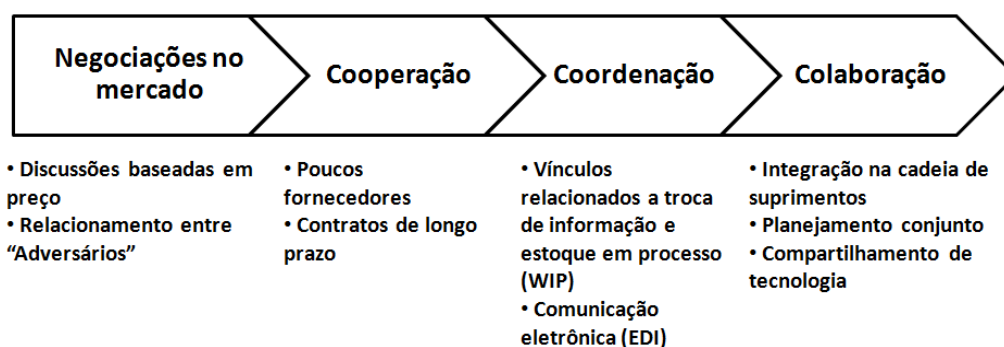 Negociações no
mercado
Cooperação
Coordenação
Colaboração
• Discussões baseadas em
preço
• Relacionamento entre
“Adversários”
• Poucos
fornecedores
• Contratos de longo
prazo
• Vínculos
relacionados a troca
de informação e
estoque em processo
(WIP)
• Comunicação
eletrônica (EDI)
• Integração na cadeia de
suprimentos
• Planejamento conjunto
• Compartilhamento de
tecnologia